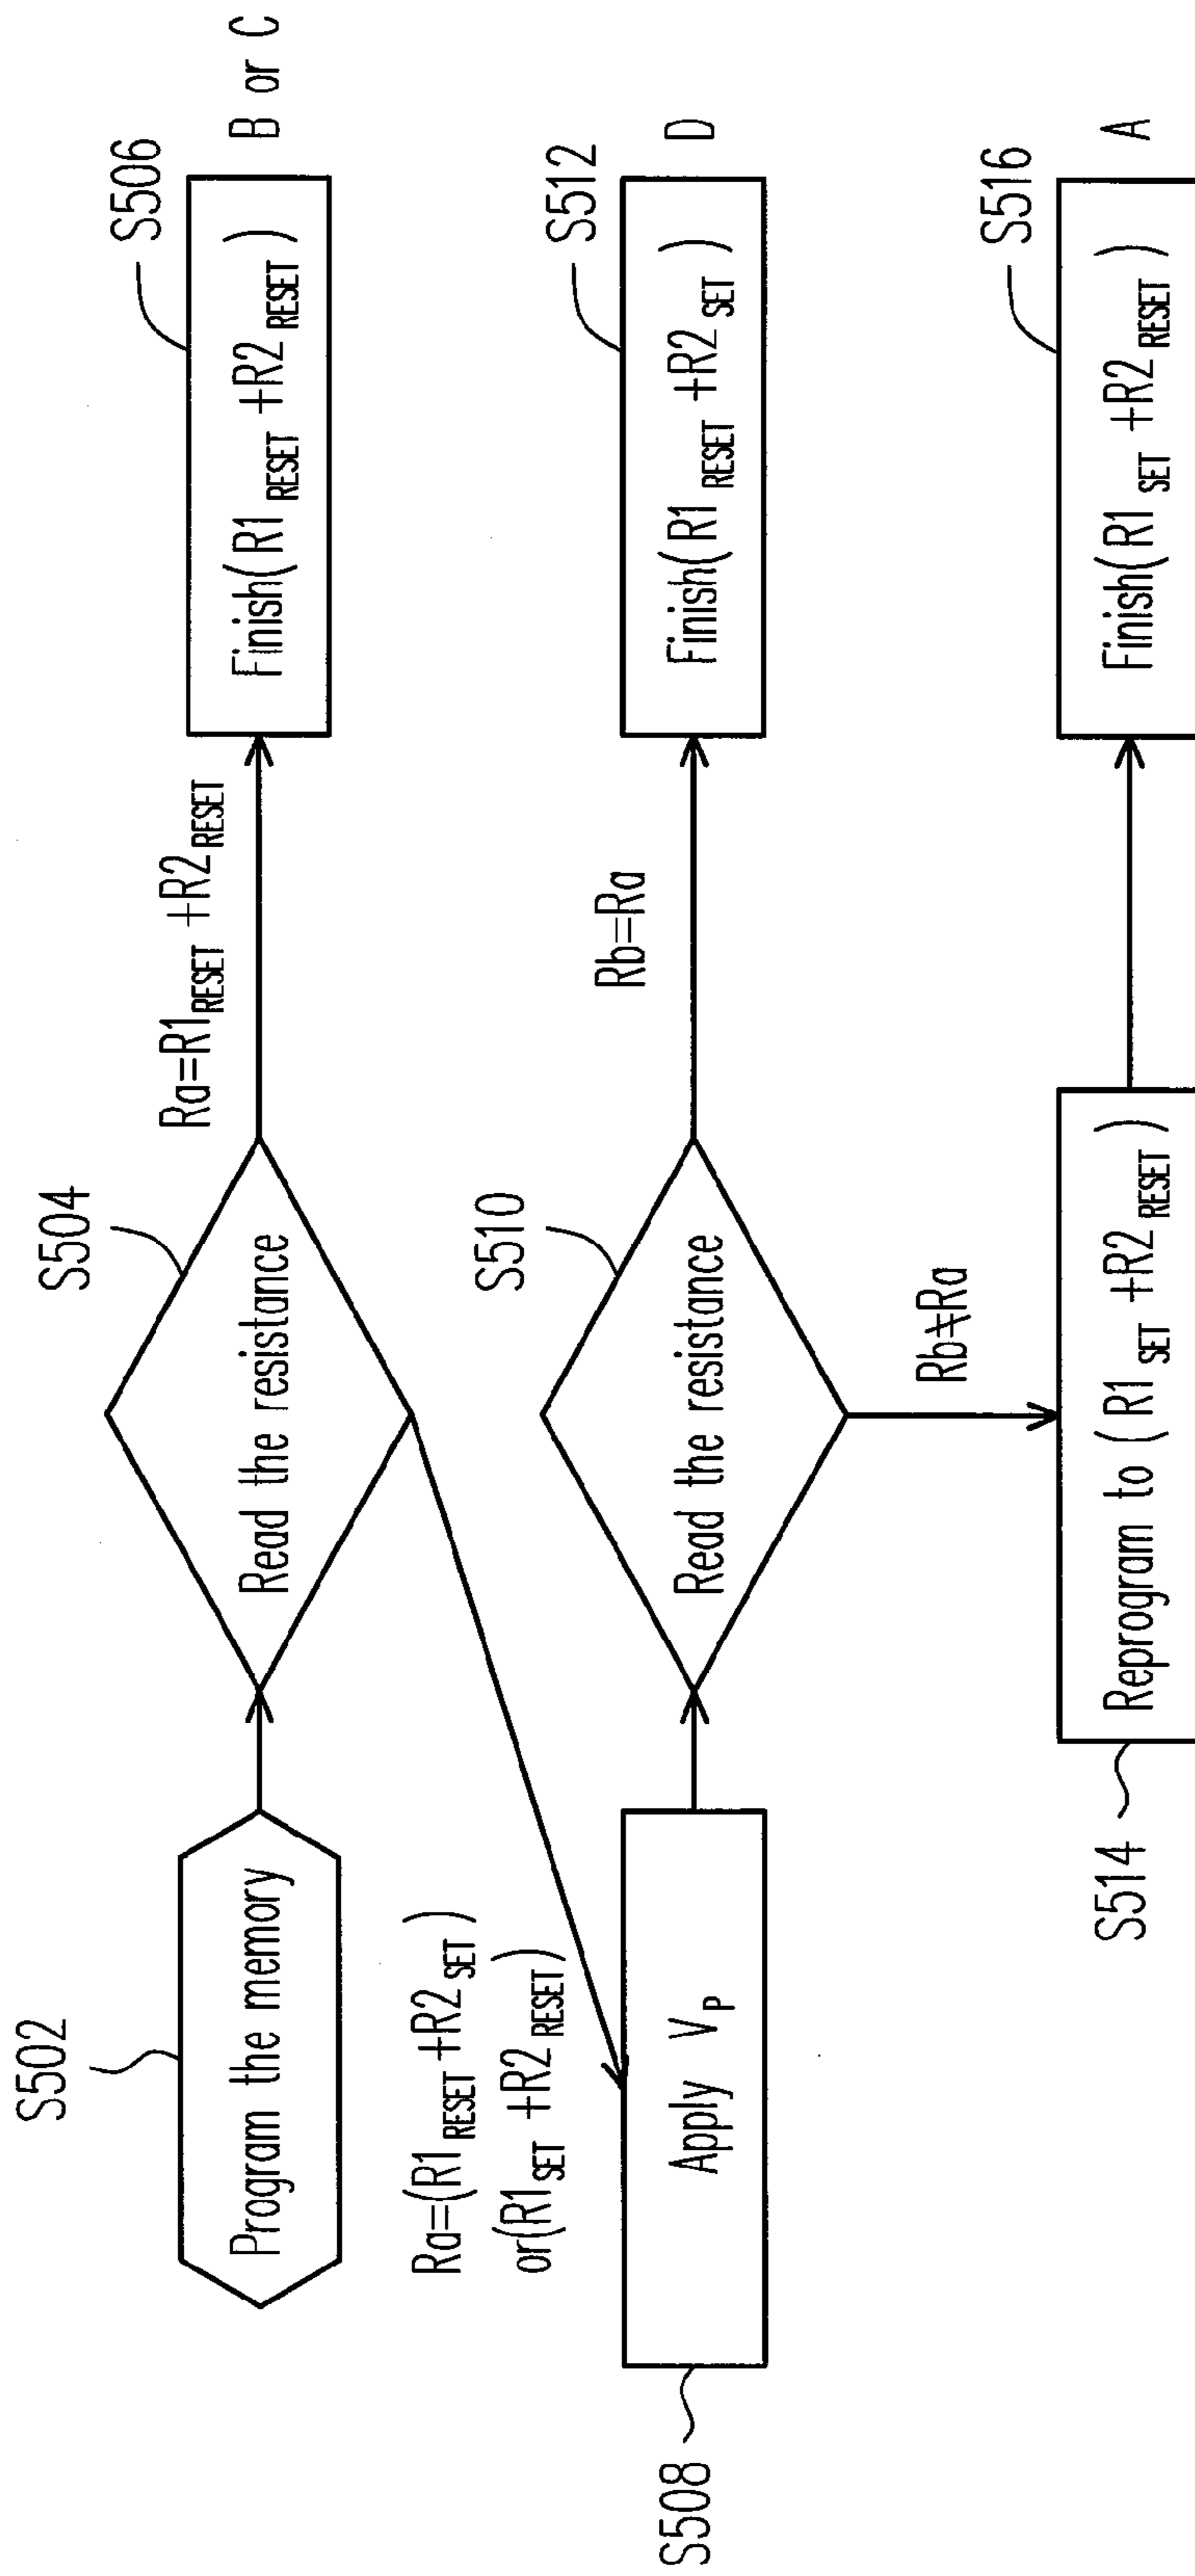 S502
Program the memory
S504
Read the resistance
Ra=R1RESET +R2RESET
S506
Finish(R1RESET +R2RESET)
B or C
Ra=(R1RESET+R2SET)
or(R1SET +R2RESET)
S508
Apply VP
S510
Read the resistance
Rb=Ra
S512
Finish(R1RESET +R2SET)
D
Rb≠Ra
S514
Reprogram to (R1SET +R2RESET)
S516
Finish(R1SET +R2RESET)
A